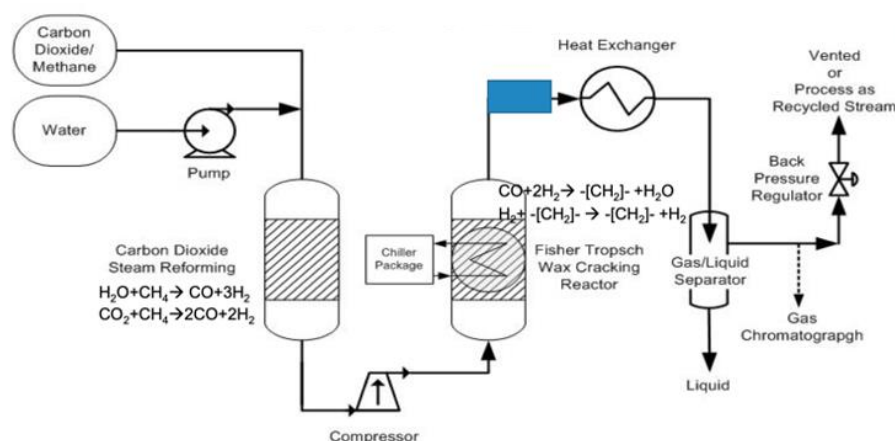 Carbon
Dioxide/
Methane
Water
Pump
Carbon Dioxide
Steam Reforming
H₂O+CH₄→ CO+3H₂
CO₂+CH₄→2CO+2H₂
Compressor
Chiller
Package
CO+2H₂→ -[CH₂]- +H₂O
H₂+ -[CH₂]- → -[CH₂]- +H₂
Fisher Tropsch
Wax Cracking
Reactor
Heat Exchanger
Gas/Liquid
Separator
Liquid
Gas
Chromatograpgh
Back
Pressure
Regulator
Vented
or
Process as
Recycled Stream